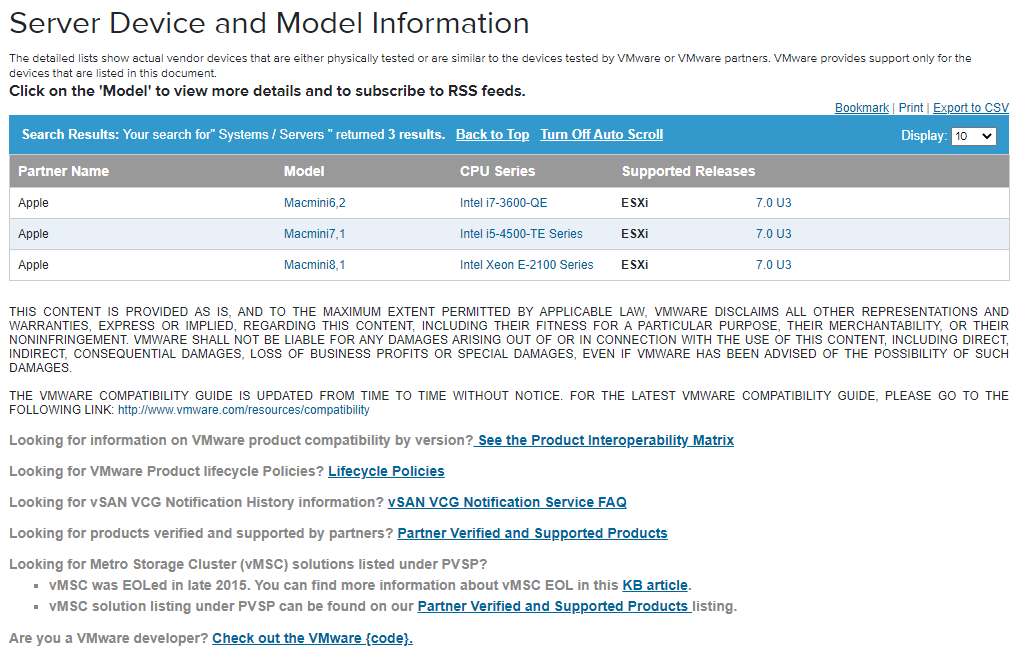 Server Device and Model Information
The detailed lists show actual vendor devices that are either physically tested or are similar to the devices tested by VMware or VMware partners. VMware provides support only for the
devices that are listed in this document.
Click on the 'Model' to view more details and to subscribe to RSS feeds.
Bookmark | Print | Export to CSV
Search Results: Your search for" Systems / Servers " returned 3 results. Back to Top Turn Off Auto Scroll Display: 10
Partner Name Model CPU Series Supported Releases
Apple Macmini6,2 Intel i7-3600-QE ESXi 7.0 U3
Apple Macmini7,1 Intel i5-4500-TE Series ESXi 7.0 U3
Apple Macmini8,1 Intel Xeon E-2100 Series ESXi 7.0 U3
THIS CONTENT IS PROVIDED AS IS, AND TO THE MAXIMUM EXTENT PERMITTED BY APPLICABLE LAW, VMWARE DISCLAIMS ALL OTHER REPRESENTATIONS AND
WARRANTIES, EXPRESS OR IMPLIED, REGARDING THIS CONTENT, INCLUDING THEIR FITNESS FOR A PARTICULAR PURPOSE, THEIR MERCHANTABILITY, OR THEIR
NONINFRINGEMENT. VMWARE SHALL NOT BE LIABLE FOR ANY DAMAGES ARISING OUT OF OR IN CONNECTION WITH THE USE OF THIS CONTENT, INCLUDING DIRECT,
INDIRECT, CONSEQUENTIAL DAMAGES, LOSS OF BUSINESS PROFITS OR SPECIAL DAMAGES, EVEN IF VMWARE HAS BEEN ADVISED OF THE POSSIBILITY OF SUCH
DAMAGES.
THE VMWARE COMPATIBILITY GUIDE IS UPDATED FROM TIME TO TIME WITHOUT NOTICE. FOR THE LATEST VMWARE COMPATIBILITY GUIDE, PLEASE GO TO THE
FOLLOWING LINK: http://www.vmware.com/resources/compatibility
Looking for information on VMware product compatibility by version? See the Product Interoperability Matrix
Looking for VMware Product lifecycle Policies? Lifecycle Policies
Looking for vSAN VCG Notification History information? vSAN VCG Notification Service FAQ
Looking for products verified and supported by partners? Partner Verified and Supported Products
Looking for Metro Storage Cluster (vMSC) solutions listed under PVSP?
▪ vMSC was EOLed in late 2015. You can find more information about vMSC EOL in this KB article.
▪ vMSC solution listing under PVSP can be found on our Partner Verified and Supported Products listing.
Are you a VMware developer? Check out the VMware {code}.